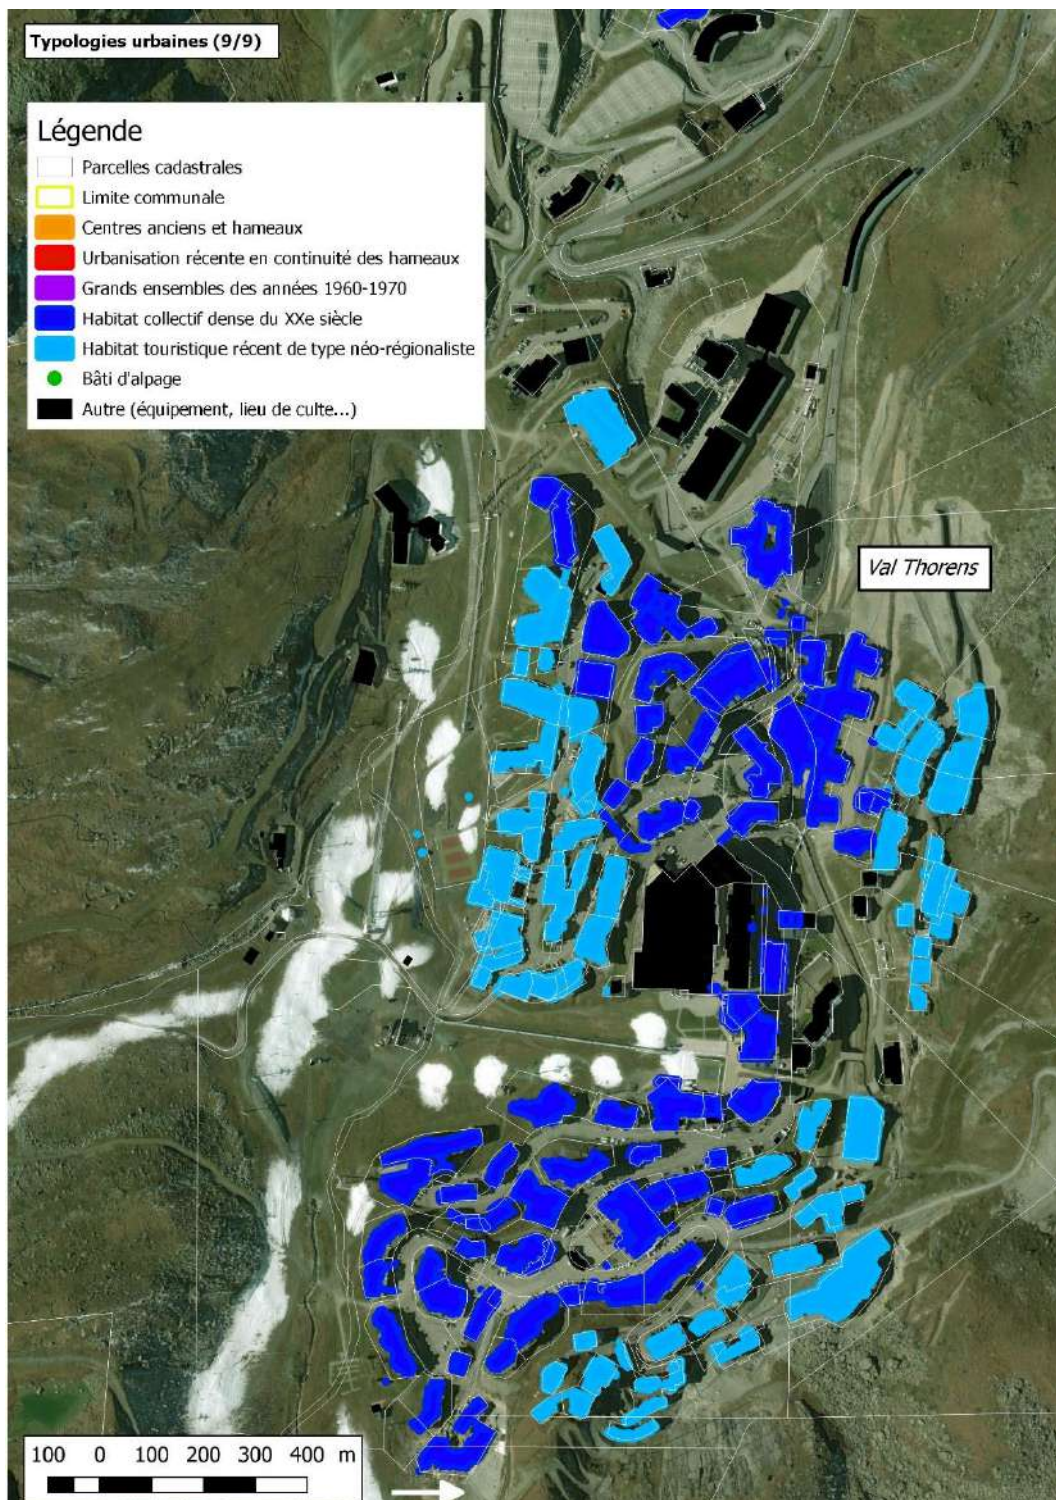 Typologies urbaines (9/9)
Légende
Parcelles cadastrales
Limite communale
Centres anciens et hameaux
Urbanisation récente en continuité des hameaux
Grands ensembles des années 1960-1970
Habitat collectif dense du XXe siècle
Habitat touristique récent de type néo-régionaliste
Bâti d'alpage
Autre (équipement, lieu de culte...)
Val Thorens
100 0 100 200 300 400 m